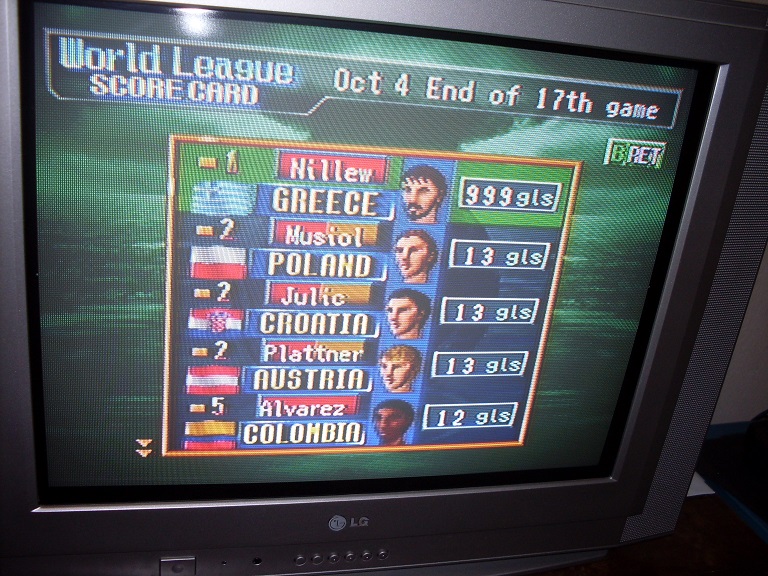 World League
SCORE CARD
Oct 4 End of 17th game
B RET
1 Nillew
GREECE
999gls
2 Musiol
POLAND
13 gls
2 Julic
CROATIA
13 gls
2 Plattner
AUSTRIA
13 gls
5 Alvarez
COLOMBIA
12 gls
LG